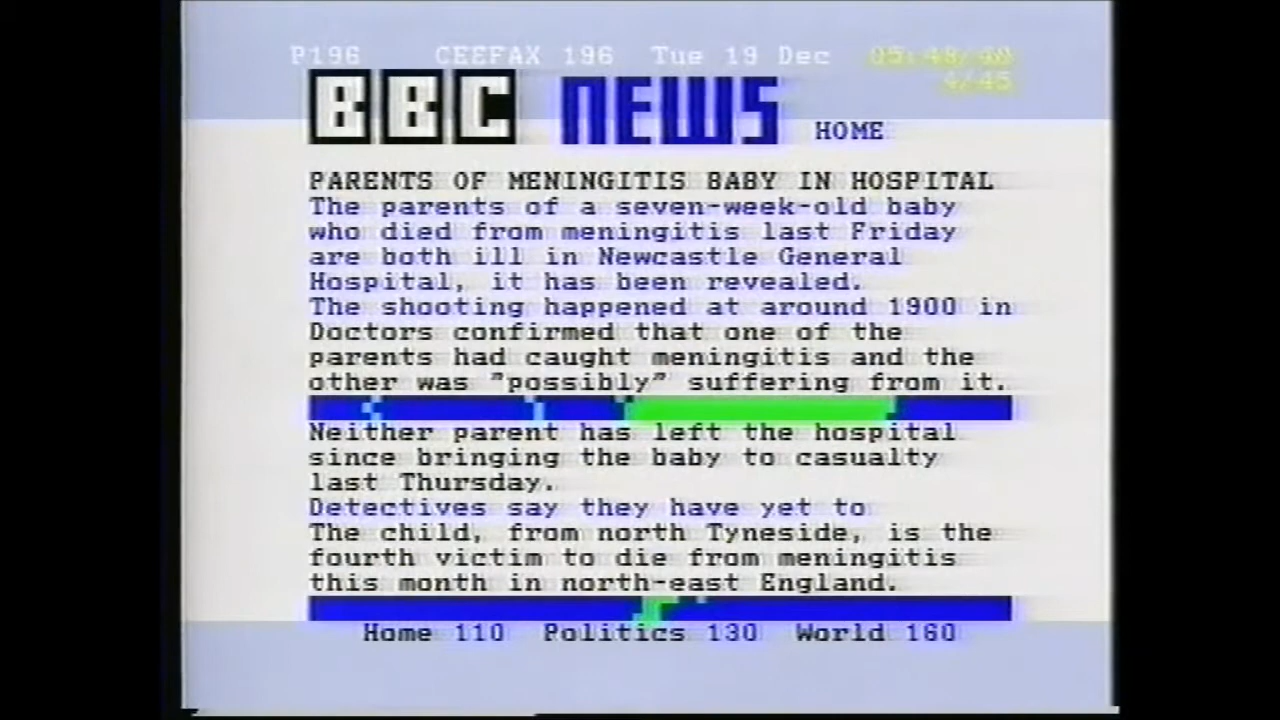 P196 CEEFAX 196 Tue 19 Dec 05:48/40
4/45
BBC NEWS HOME
PARENTS OF MENINGITIS BABY IN HOSPITAL
The parents of a seven-week-old baby
who died from meningitis last Friday
are both ill in Newcastle General
Hospital, it has been revealed.
The shooting happened at around 1900 in
Doctors confirmed that one of the
parents had caught meningitis and the
other was "possibly" suffering from it.
Neither parent has left the hospital
since bringing the baby to casualty
last Thursday.
Detectives say they have yet to
The child, from north Tyneside, is the
fourth victim to die from meningitis
this month in north-east England.
Home 110 Politics 130 World 160